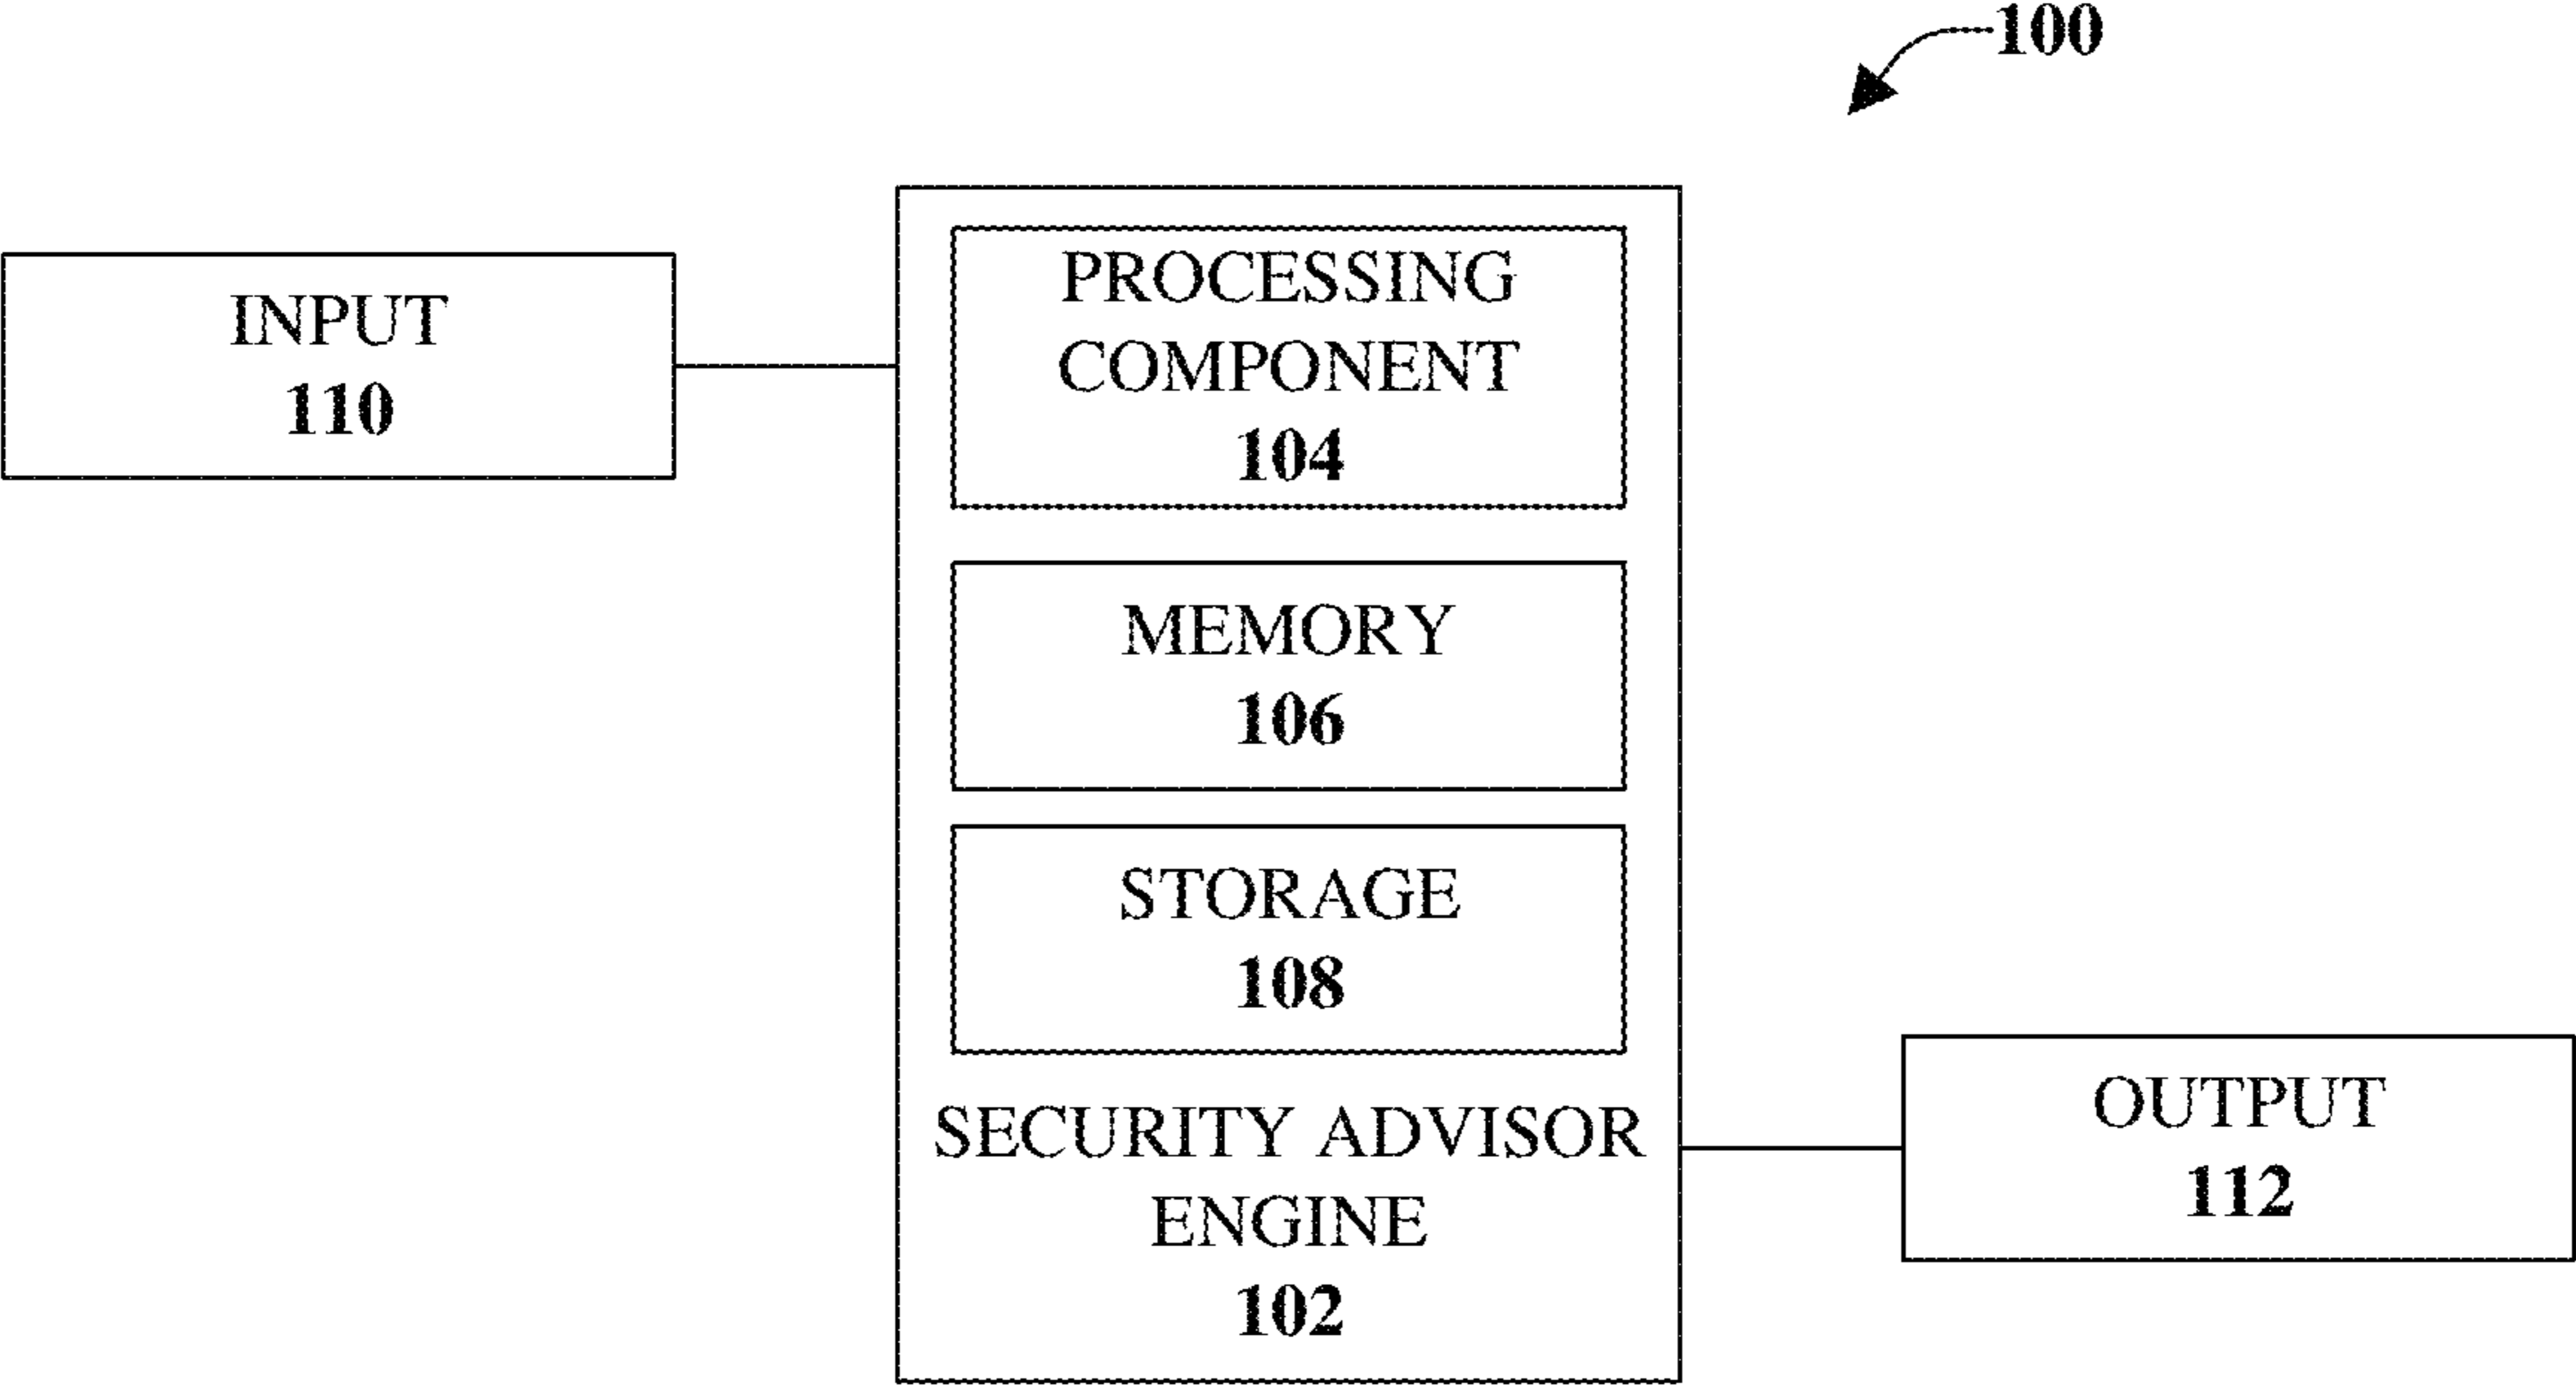 100
INPUT
110
PROCESSING
COMPONENT
104
MEMORY
106
STORAGE
108
SECURITY ADVISOR
ENGINE
102
OUTPUT
112